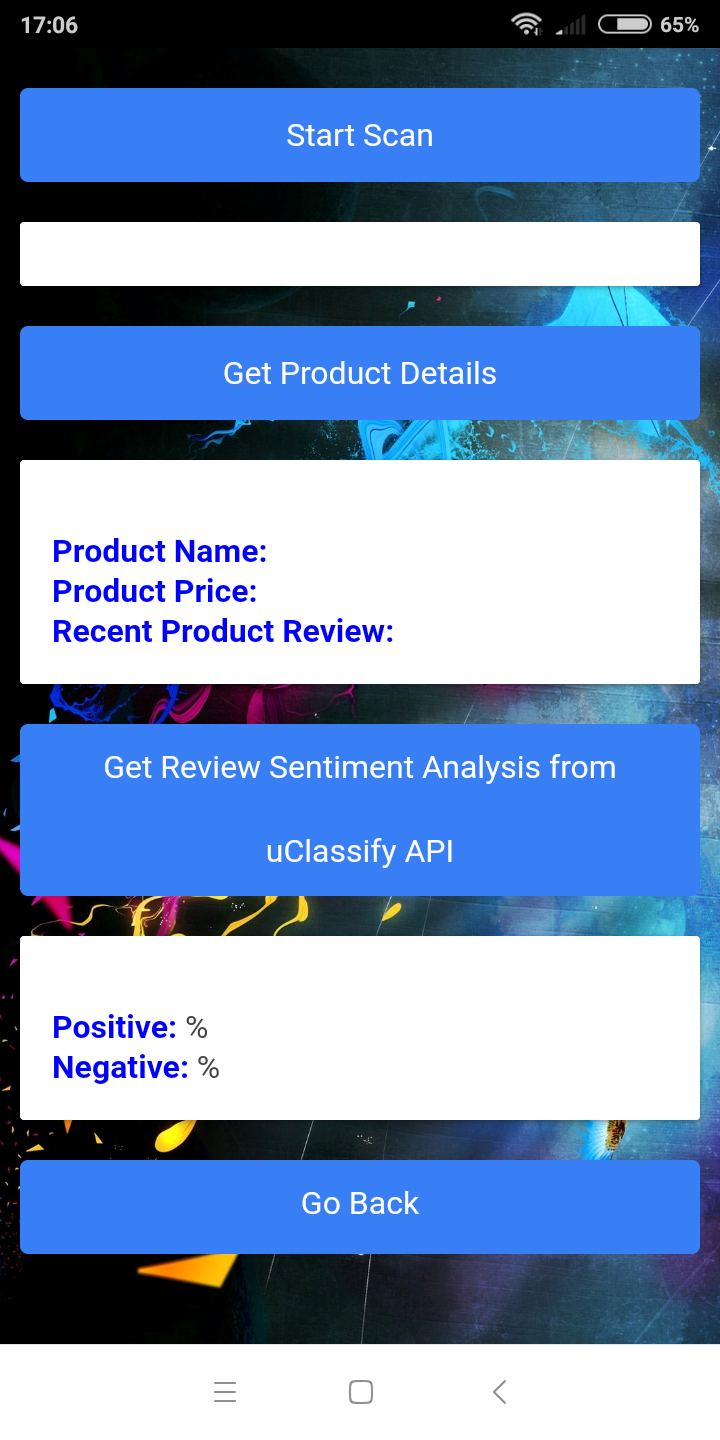 17:06 65%
Start Scan
Get Product Details
Product Name:
Product Price:
Recent Product Review:
Get Review Sentiment Analysis from
uClassify API
Positive: %
Negative: %
Go Back